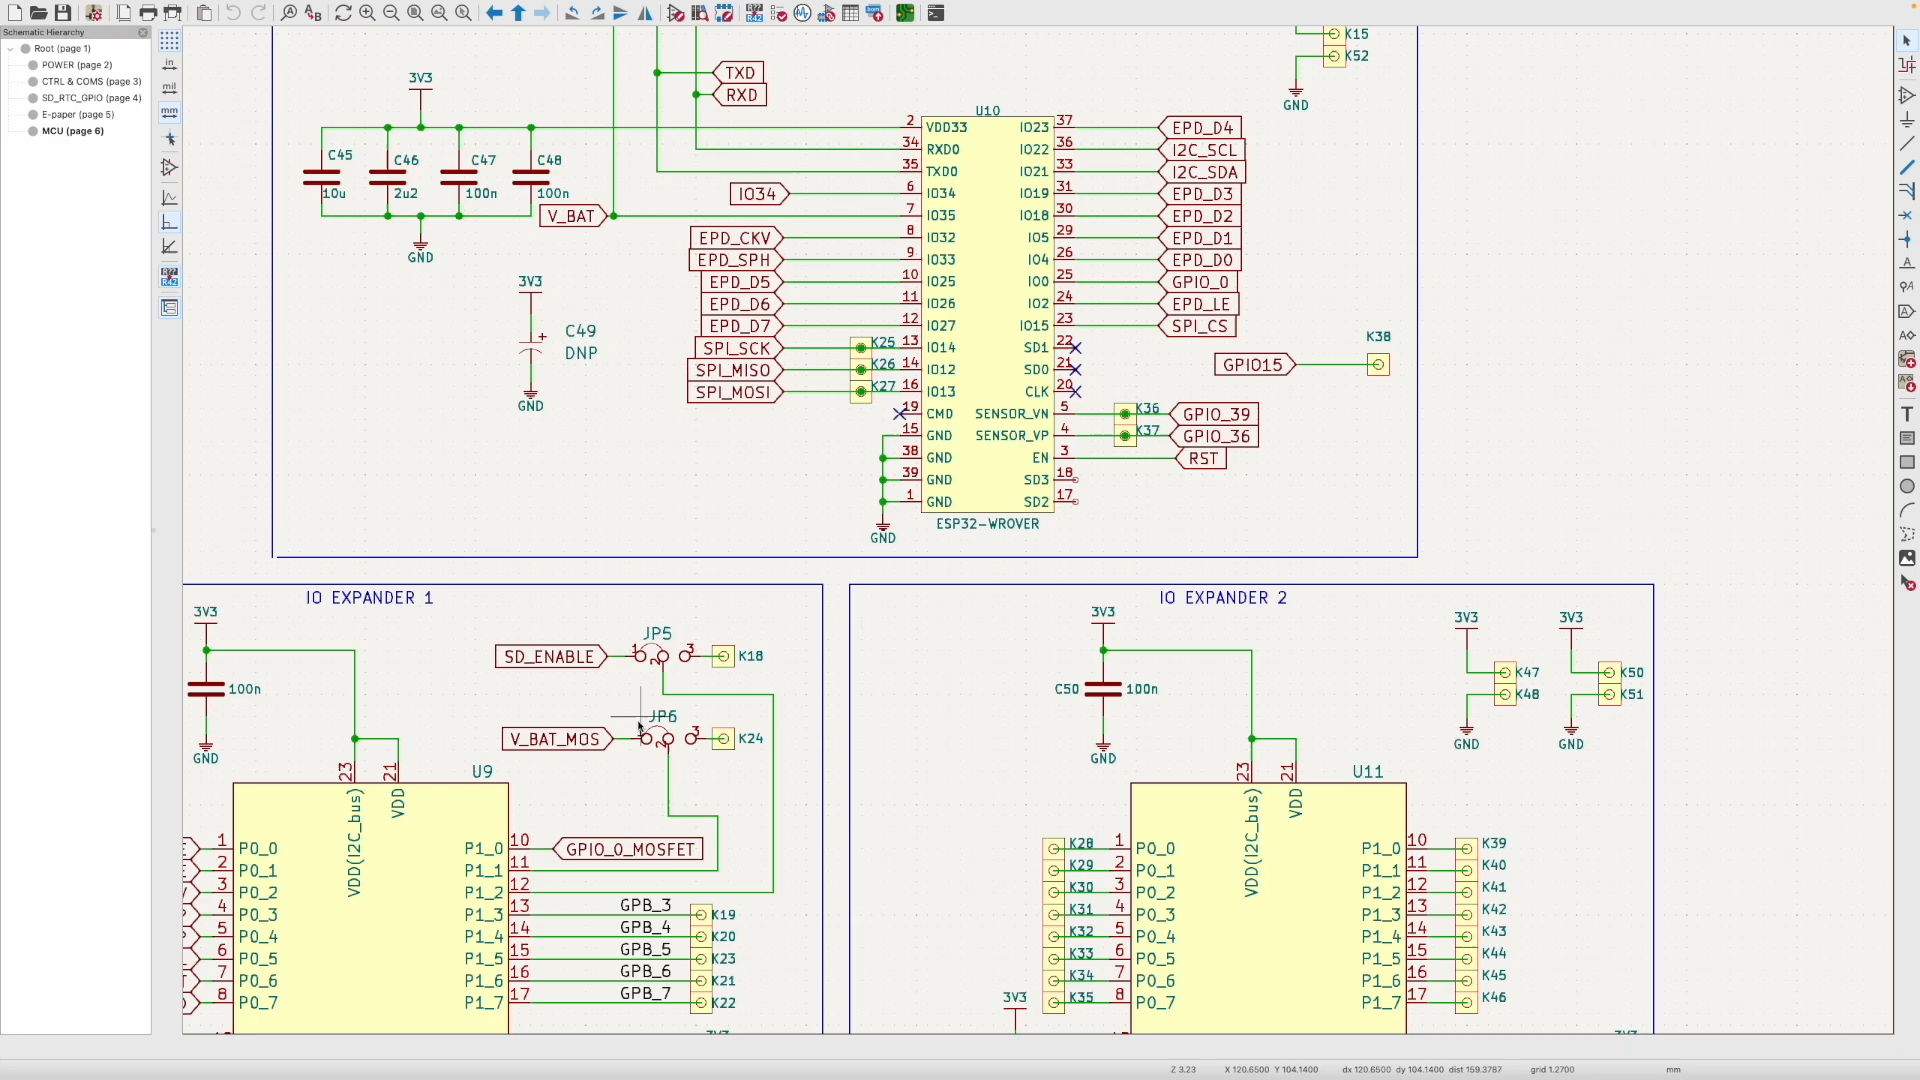 Schematic Hierarchy
Root (page 1)
POWER (page 2)
CTRL & COMS (page 3)
SD_RTC_GPIO (page 4)
E-paper (page 5)
MCU (page 6)
in
mil
mm
K15
K52
GND
TXD
RXD
3V3
C45
10u
C46
2u2
C47
100n
C48
100n
GND
V_BAT
IO34
3V3
C49
DNP
GND
U10
2 VDD33 IO23 37 EPD_D4
34 RXD0 IO22 36 I2C_SCL
35 TXD0 IO21 33 I2C_SDA
6 IO34 IO19 31 EPD_D3
7 IO35 IO18 30 EPD_D2
EPD_CKV 8 IO32 IO5 29 EPD_D1
EPD_SPH 9 IO33 IO4 26 EPD_D0
EPD_D5 10 IO25 IO0 25 GPIO_0
EPD_D6 11 IO26 IO2 24 EPD_LE
EPD_D7 12 IO27 IO15 23 SPI_CS
SPI_SCK K25 13 IO14 SD1 22
SPI_MISO K26 14 IO12 SD0 21
SPI_MOSI K27 16 IO13 CLK 20
19 CMD SENSOR_VN 5 K36 GPIO_39
15 GND SENSOR_VP 4 K37 GPIO_36
38 GND EN 3 RST
39 GND SD3 18
1 GND SD2 17
GND
ESP32-WROVER
K38
GPIO15
IO EXPANDER 1
3V3
100n
GND
SD_ENABLE
JP5
1 2 3
K18
V_BAT_MOS
JP6
2 3
K24
U9
23 21
VDD(I2C_bus)
VDD
1 P0_0 P1_0 10 GPIO_0_MOSFET
2 P0_1 P1_1 11
3 P0_2 P1_2 12
4 P0_3 P1_3 13 GPB_3 K19
5 P0_4 P1_4 14 GPB_4 K20
6 P0_5 P1_5 15 GPB_5 K23
7 P0_6 P1_6 16 GPB_6 K21
8 P0_7 P1_7 17 GPB_7 K22
IO EXPANDER 2
3V3
C50
100n
GND
3V3
K47
K48
GND
3V3
K50
K51
GND
U11
23 21
VDD(I2C_bus)
VDD
K28 1 P0_0 P1_0 10 K39
K29 2 P0_1 P1_1 11 K40
K30 3 P0_2 P1_2 12 K41
K31 4 P0_3 P1_3 13 K42
K32 5 P0_4 P1_4 14 K43
K33 6 P0_5 P1_5 15 K44
K34 7 P0_6 P1_6 16 K45
K35 8 P0_7 P1_7 17 K46
3V3
Z 3.23 X 120.6500 Y 104.1400 dx 120.6500 dy 104.1400 dist 159.3787 grid 1.2700 mm